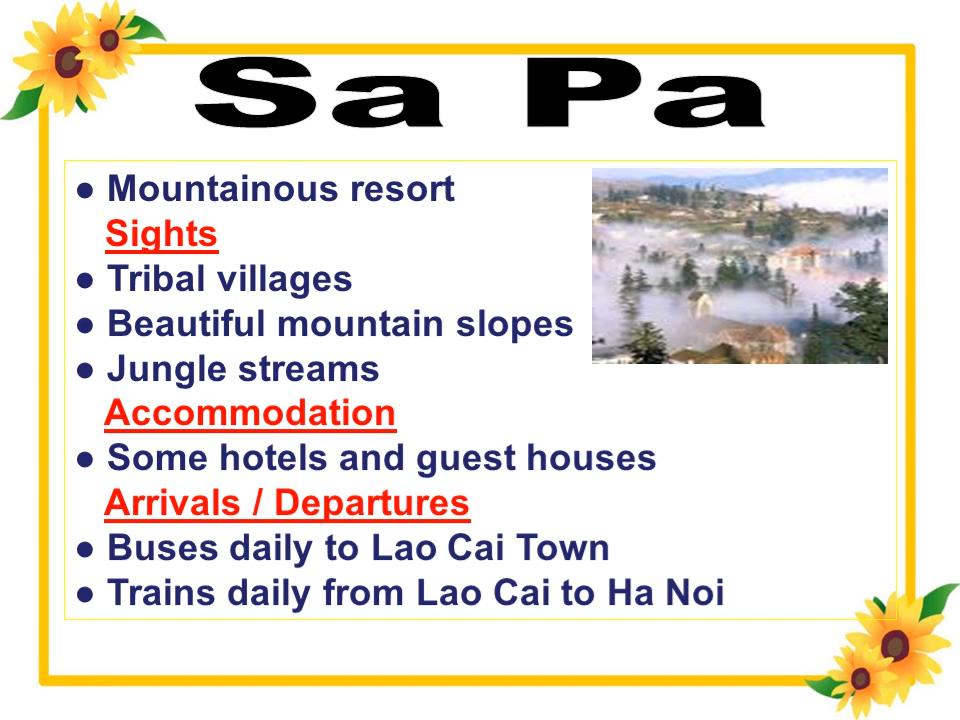 Sa Pa
● Mountainous resort
Sights
● Tribal villages
● Beautiful mountain slopes
● Jungle streams
Accommodation
● Some hotels and guest houses
Arrivals / Departures
● Buses daily to Lao Cai Town
● Trains daily from Lao Cai to Ha Noi